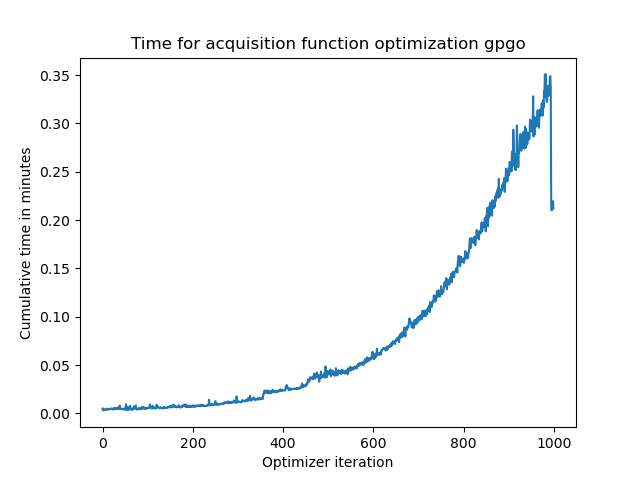 Time for acquisition function optimization gpgo
0.35
0.30
0.25
0.20
0.15
0.10
0.05
0.00
Cumulative time in minutes
0 200 400 600 800 1000
Optimizer iteration